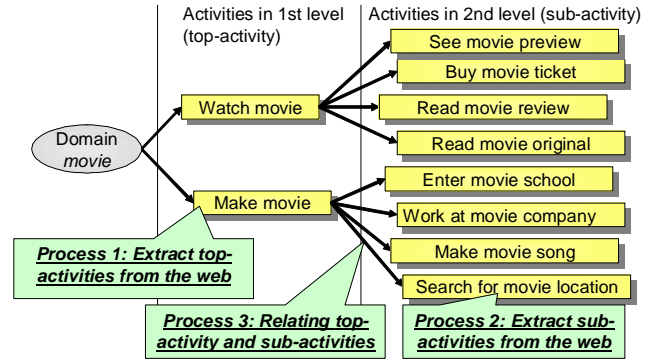 Activities in 1st level
(top-activity)
Activities in 2nd level (sub-activity)
See movie preview
Buy movie ticket
Watch movie
Read movie review
Read movie original
Domain
movie
Enter movie school
Make movie
Work at movie company
Make movie song
Search for movie location
Process 1: Extract top-
activities from the web
Process 3: Relating top-
activity and sub-activities
Process 2: Extract sub-
activities from the web